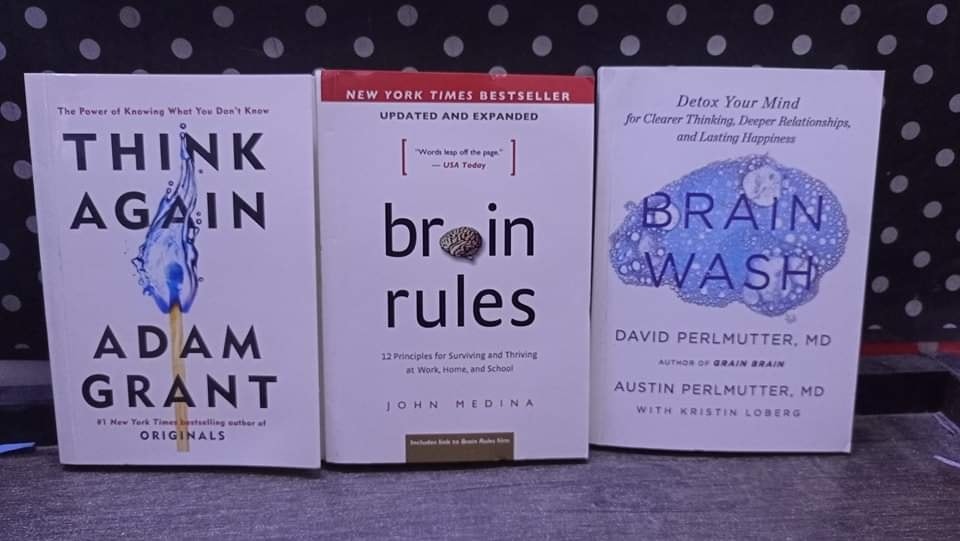 The Power of Knowing What You Don't Know
THINK
AGAIN
ADAM
GRANT
#1 New York Times bestselling author of
ORIGINALS
NEW YORK TIMES BESTSELLER
UPDATED AND EXPANDED
"Words leap off the page."
— USA Today
brain
rules
12 Principles for Surviving and Thriving
at Work, Home, and School
JOHN MEDINA
Includes link to Brain Rules film
Detox Your Mind
for Clearer Thinking, Deeper Relationships,
and Lasting Happiness
BRAIN
WASH
DAVID PERLMUTTER, MD
AUTHOR OF GRAIN BRAIN
AUSTIN PERLMUTTER, MD
WITH KRISTIN LOBERG